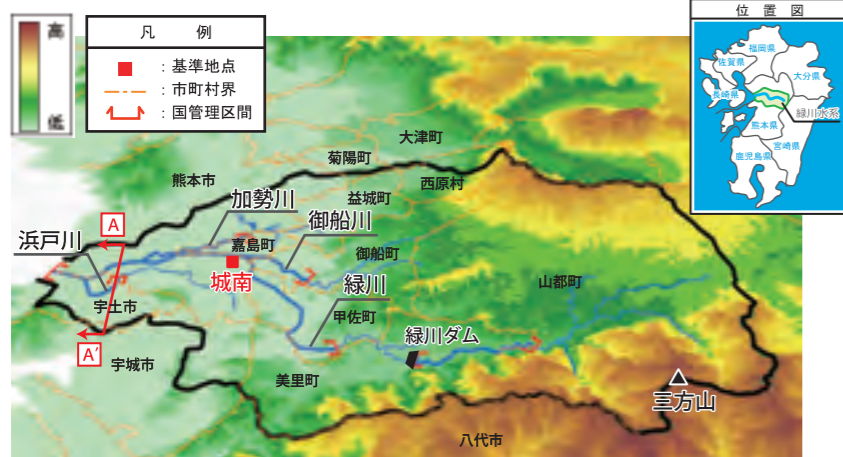 高
低
凡 例
：基準地点
：市町村界
：国管理区間
位 置 図
福岡県
佐賀県
大分県
長崎県
緑川水系
熊本県
宮崎県
鹿児島県
大津町
菊陽町
熊本市
西原村
益城町
加勢川
御船川
浜戸川
A
嘉島町
御船町
城南
山都町
緑川
宇土市
甲佐町
緑川ダム
A'
宇城市
美里町
三方山
八代市